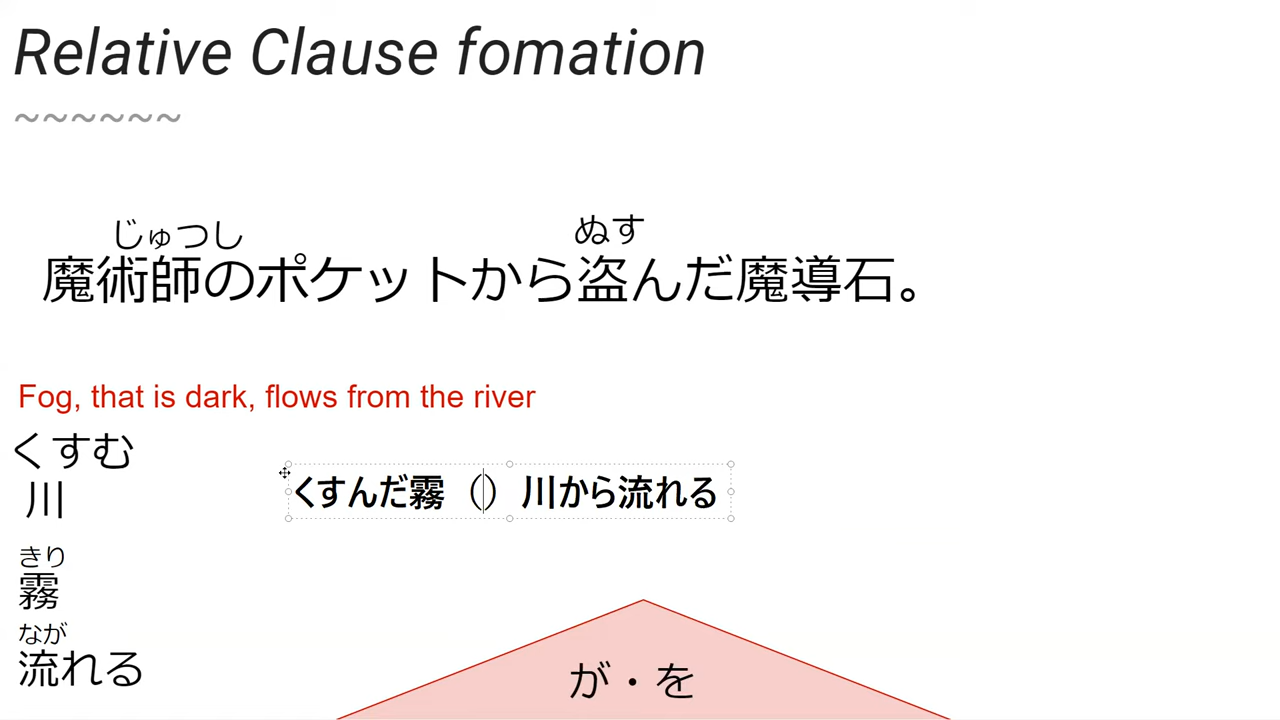 Relative Clause fomation
~~~~~~
じゅつし ぬす
魔術師のポケットから盗んだ魔導石。
Fog, that is dark, flows from the river
くすむ
川
くすんだ霧（）川から流れる
きり
霧
なが
流れる
が・を